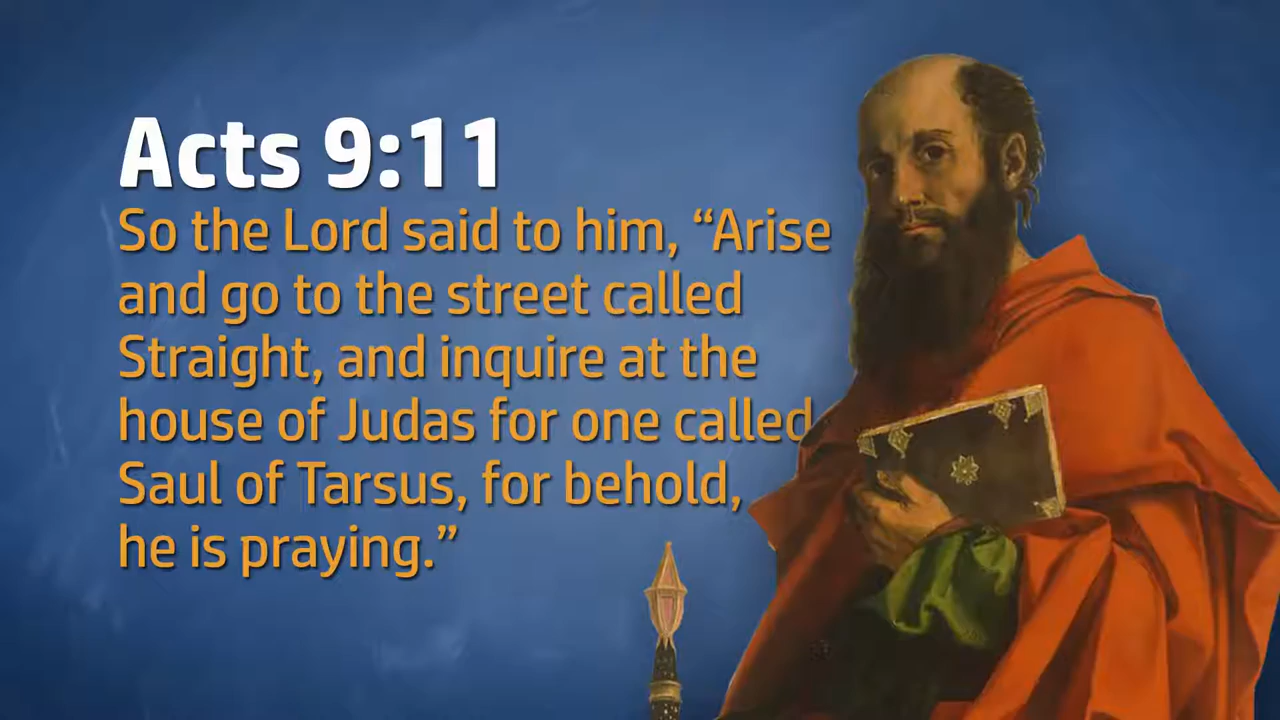 Acts 9:11
So the Lord said to him, “Arise
and go to the street called
Straight, and inquire at the
house of Judas for one called
Saul of Tarsus, for behold,
he is praying.”